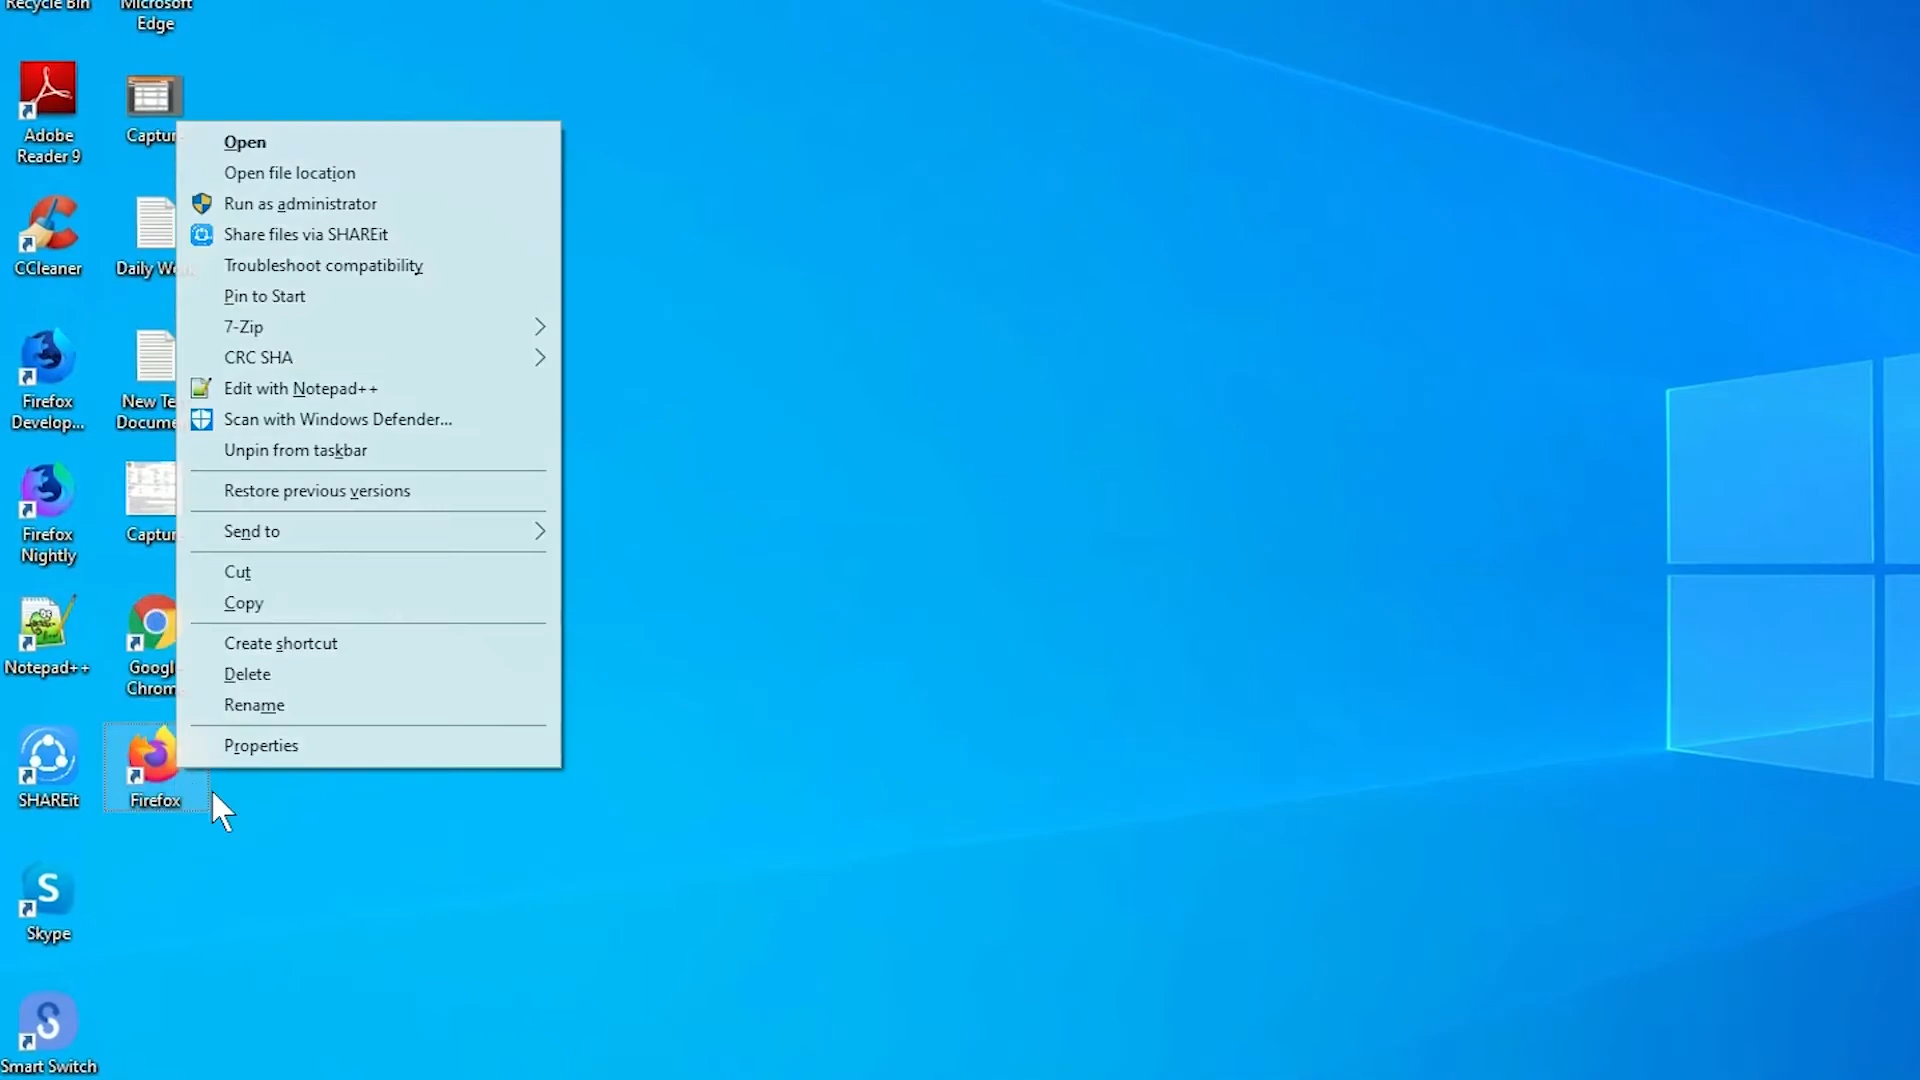 Recycle Bin
Microsoft
Edge
Adobe
Reader 9
Captur
CCleaner
Daily Wo
Firefox
Develop...
New Te
Docume
Firefox
Nightly
Captur
Notepad++
Googl
Chrom
SHAREit
Firefox
Skype
Smart Switch
Open
Open file location
Run as administrator
Share files via SHAREit
Troubleshoot compatibility
Pin to Start
7-Zip
CRC SHA
Edit with Notepad++
Scan with Windows Defender...
Unpin from taskbar
Restore previous versions
Send to
Cut
Copy
Create shortcut
Delete
Rename
Properties